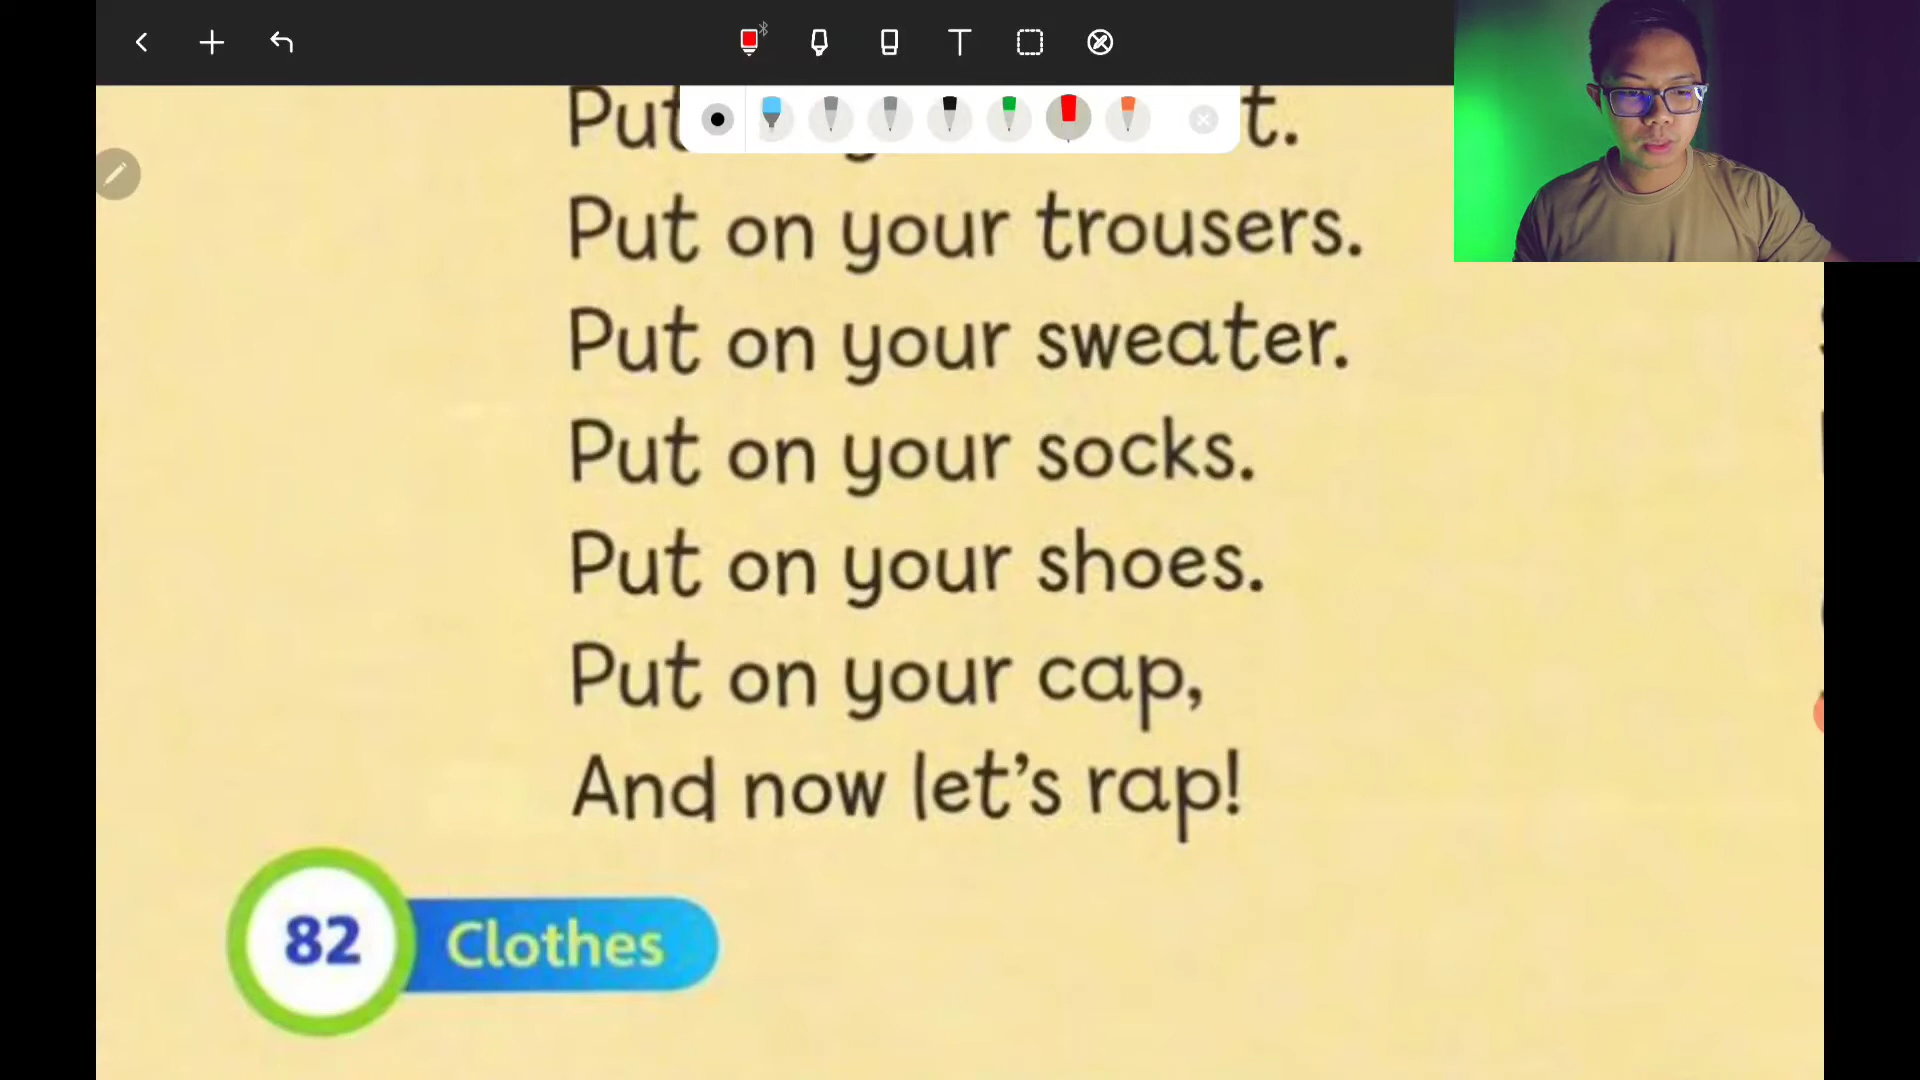 Put t.
Put on your trousers.
Put on your sweater.
Put on your socks.
Put on your shoes.
Put on your cap,
And now let's rap!
82 Clothes